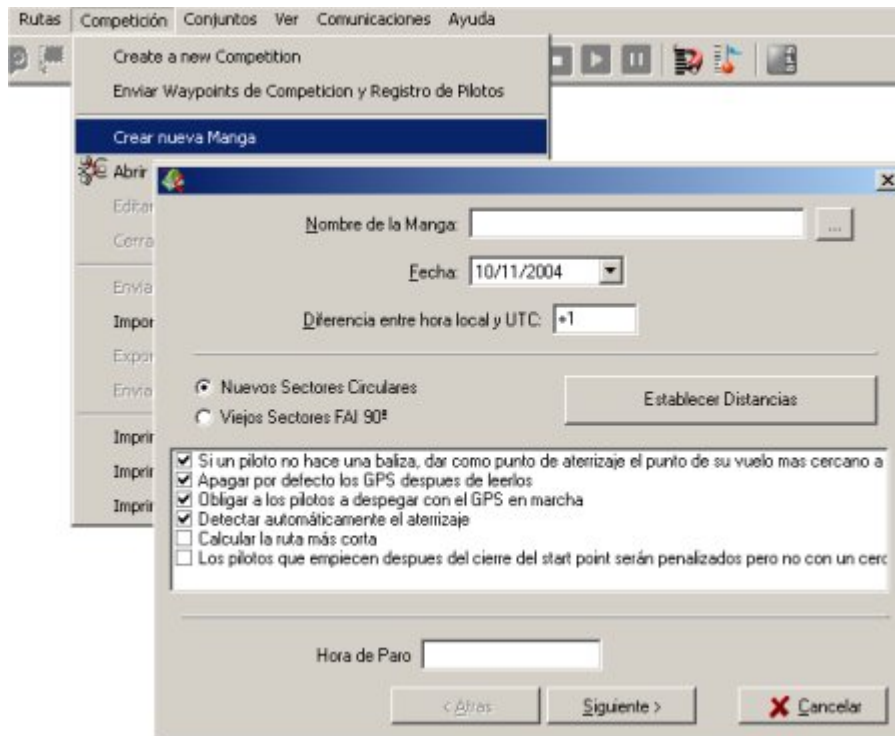 Rutas Competición Conjuntos Ver Comunicaciones Ayuda
Create a new Competition
Enviar Waypoints de Competicion y Registro de Pilotos
Crear nueva Manga
Abrir
Editar
Cerra
Envia
Impor
Expor
Envia
Imprir
Imprir
Imprir
Nombre de la Manga:
...
Fecha: 10/11/2004
Diferencia entre hora local y UTC: +1
Nuevos Sectores Circulares
Viejos Sectores FAI 90º
Establecer Distancias
Si un piloto no hace una baliza, dar como punto de aterrizaje el punto de su vuelo mas cercano a
Apagar por defecto los GPS despues de leerlos
Obligar a los pilotos a despegar con el GPS en marcha
Detectar automáticamente el aterrizaje
Calcular la ruta más corta
Los pilotos que empiecen despues del cierre del start point serán penalizados pero no con un cerc
Hora de Paro
< Atras
Siguiente >
Cancelar